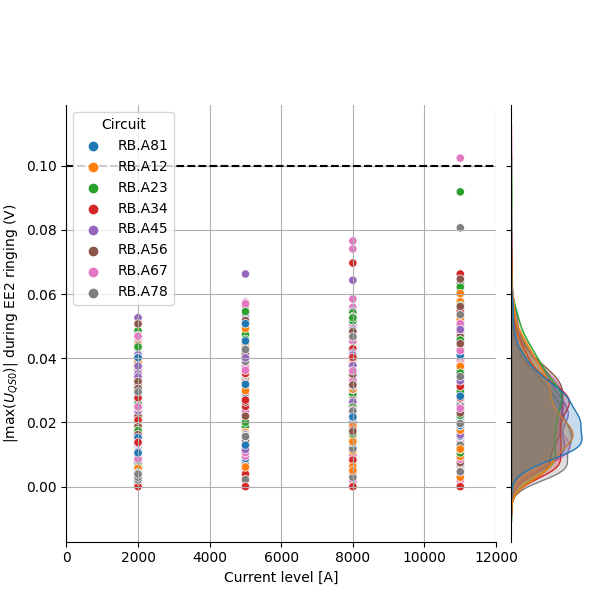 Circuit
RB.A81
RB.A12
RB.A23
RB.A34
RB.A45
RB.A56
RB.A67
RB.A78
|max(U_QS0)| during EE2 ringing (V)
0.10
0.08
0.06
0.04
0.02
0.00
0 2000 4000 6000 8000 10000 12000
Current level [A]